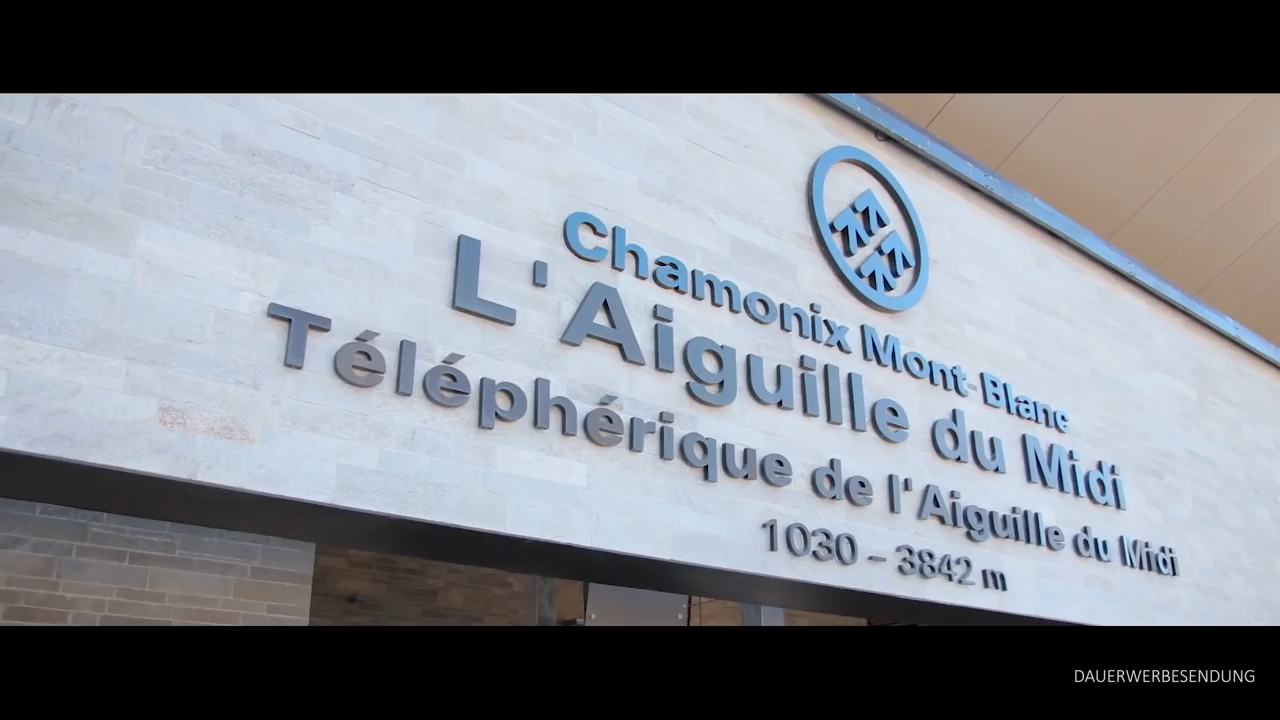 Chamonix Mont-Blanc
L'Aiguille du Midi
Téléphérique de l'Aiguille du Midi
1030 – 3842 m
DAUERWERBESENDUNG